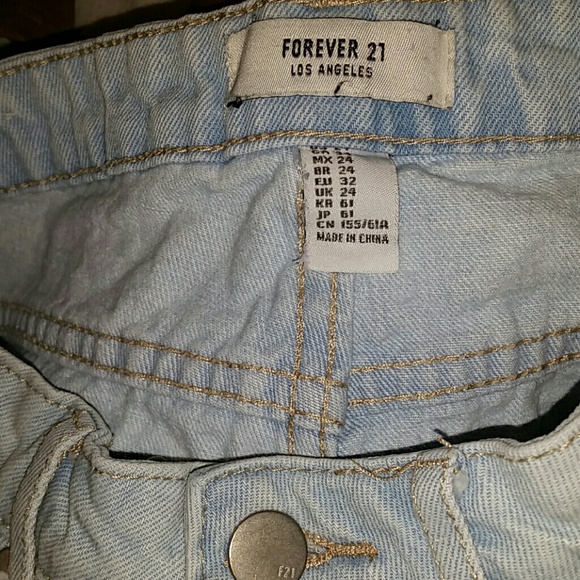 FOREVER 21
LOS ANGELES
MX 24
BR 24
EU 32
UK 24
KR 61
JP 61
CN 155/61A
MADE IN CHINA
F21